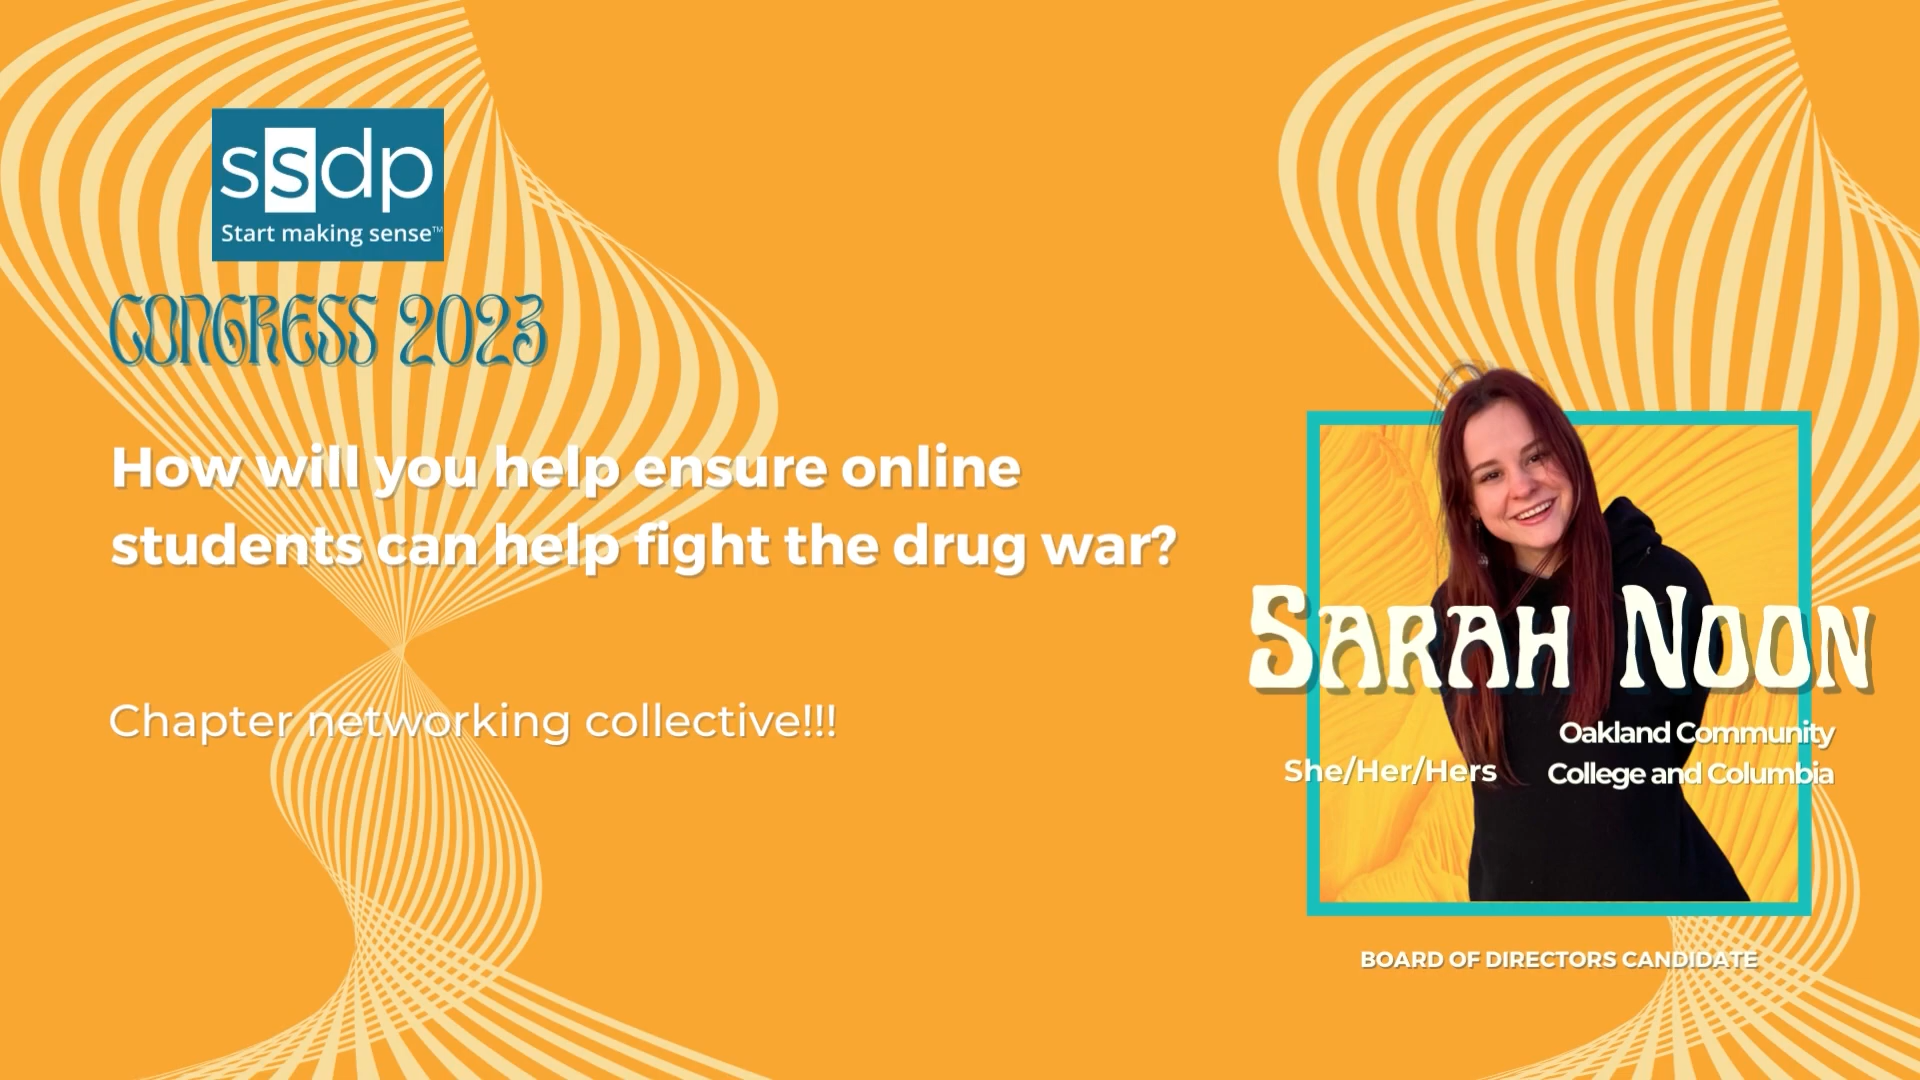 ssdp
Start making sense™
CONGRESS 2023
How will you help ensure online
students can help fight the drug war?
Chapter networking collective!!!
SARAH NOON
She/Her/Hers
Oakland Community
College and Columbia
BOARD OF DIRECTORS CANDIDATE